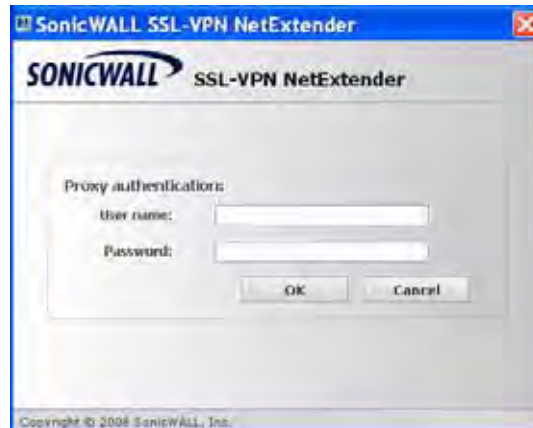 SonicWALL SSL-VPN NetExtender
SONICWALL SSL-VPN NetExtender
Proxy authentication:
User name:
Password:
OK Cancel
Copyright © 2006 SonicWALL, Inc.